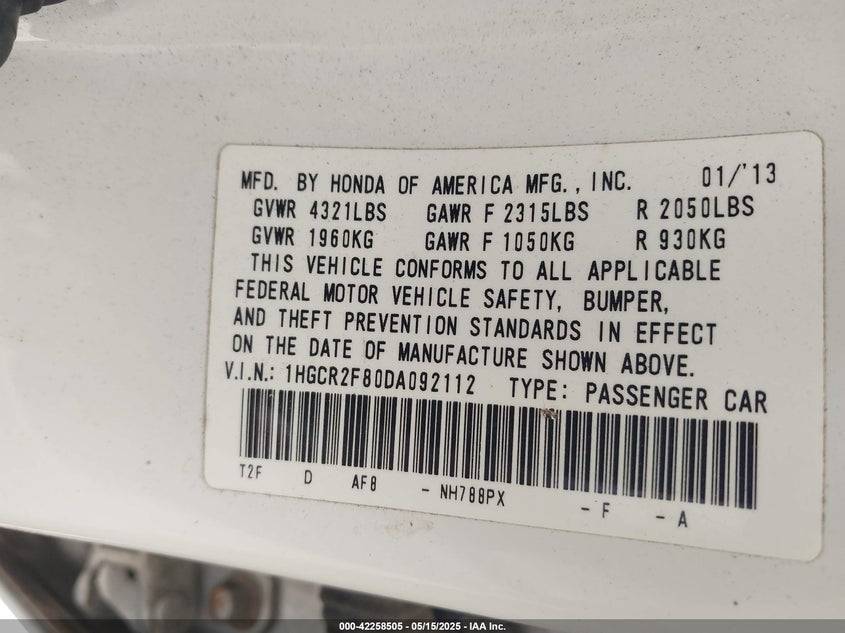 MFD. BY HONDA OF AMERICA MFG., INC. 01/'13
GVWR 4321LBS GAWR F 2315LBS R 2050LBS
GVWR 1960KG GAWR F 1050KG R 930KG
THIS VEHICLE CONFORMS TO ALL APPLICABLE
FEDERAL MOTOR VEHICLE SAFETY, BUMPER,
AND THEFT PREVENTION STANDARDS IN EFFECT
ON THE DATE OF MANUFACTURE SHOWN ABOVE.
V.I.N.: 1HGCR2F80DA092112 TYPE: PASSENGER CAR
T2F D AF8 - NH788PX - F - A
000-42258505 - 05/15/2025 - IAA Inc.